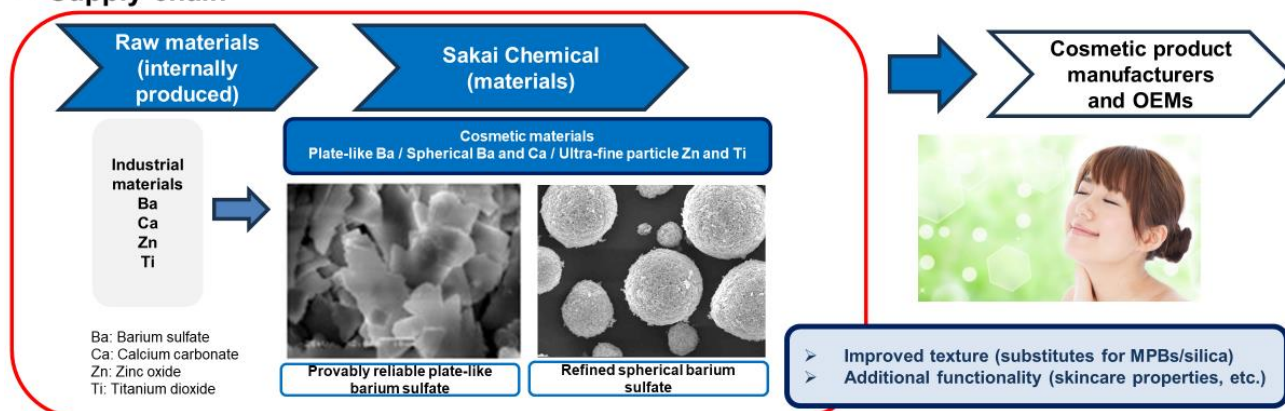 Raw materials
(internally
produced)
Sakai Chemical
(materials)
Cosmetic product
manufacturers
and OEMs
Cosmetic materials
Plate-like Ba / Spherical Ba and Ca / Ultra-fine particle Zn and Ti
Industrial
materials
Ba
Ca
Zn
Ti
Ba: Barium sulfate
Ca: Calcium carbonate
Zn: Zinc oxide
Ti: Titanium dioxide
Provably reliable plate-like
barium sulfate
Refined spherical barium
sulfate
➢ Improved texture (substitutes for MPBs/silica)
➢ Additional functionality (skincare properties, etc.)